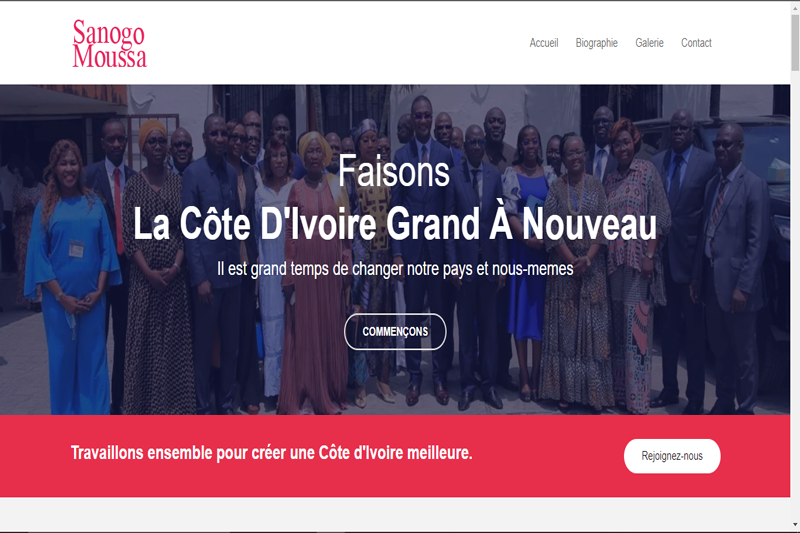 Sanogo
Moussa
Accueil Biographie Galerie Contact
Faisons
La Côte D'Ivoire Grand À Nouveau
Il est grand temps de changer notre pays et nous-memes
COMMENÇONS
Travaillons ensemble pour créer une Côte d'Ivoire meilleure.
Rejoignez-nous